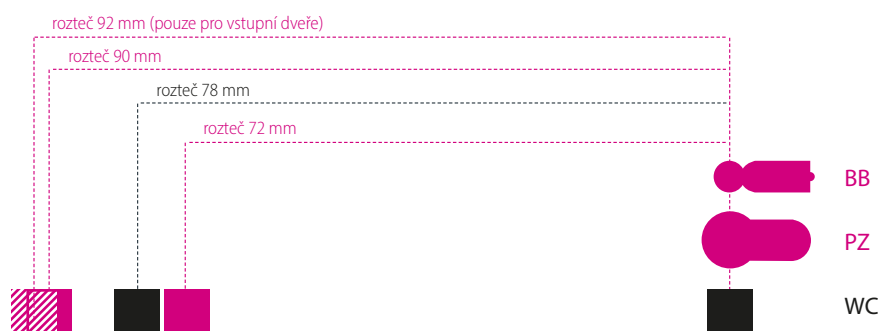 rozteč 92 mm (pouze pro vstupní dveře)
rozteč 90 mm
rozteč 78 mm
rozteč 72 mm
BB
PZ
WC